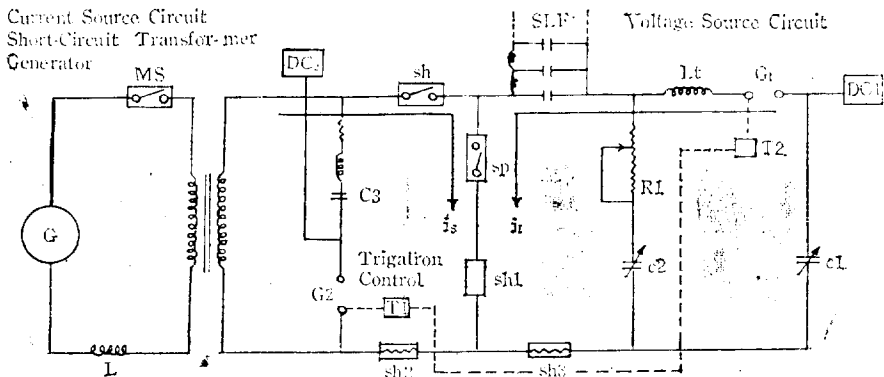 Current Source Circuit
Short-Circuit Transfor-mer
Generator
MS
DC2
sh
SLF
Voltage Source Circuit
Lt
G1
DC1
sp
T2
C3
R1
is
it
G
Trigatron
Control
G2
T1
sh1
c2
c1
L
sh2
sh3